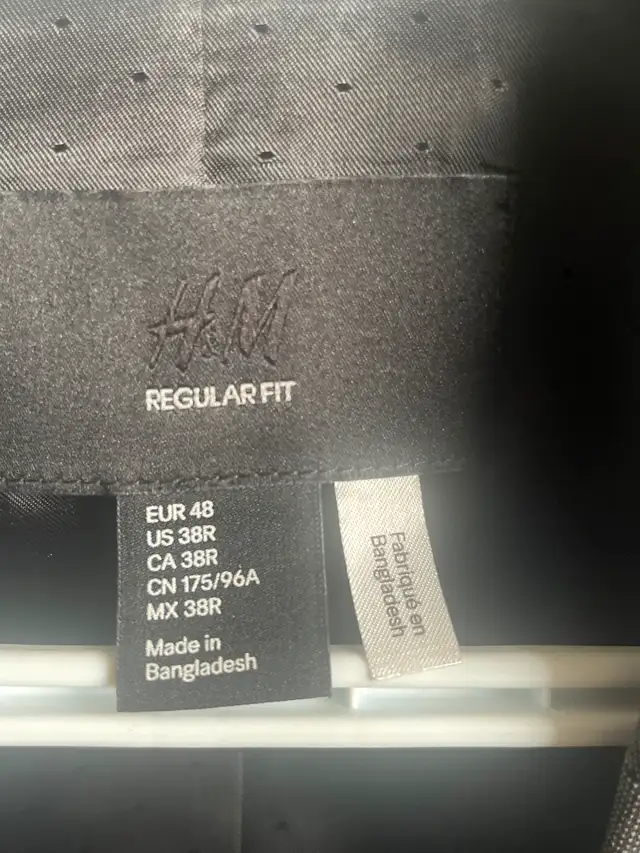 H&M
REGULAR FIT
EUR 48
US 38R
CA 38R
CN 175/96A
MX 38R
Made in
Bangladesh
Fabriqué en
Bangladesh